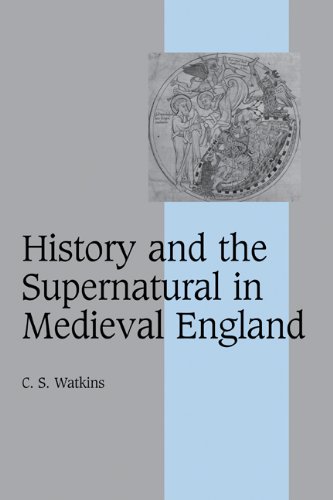 History and the
Supernatural in
Medieval England
C. S. Watkins